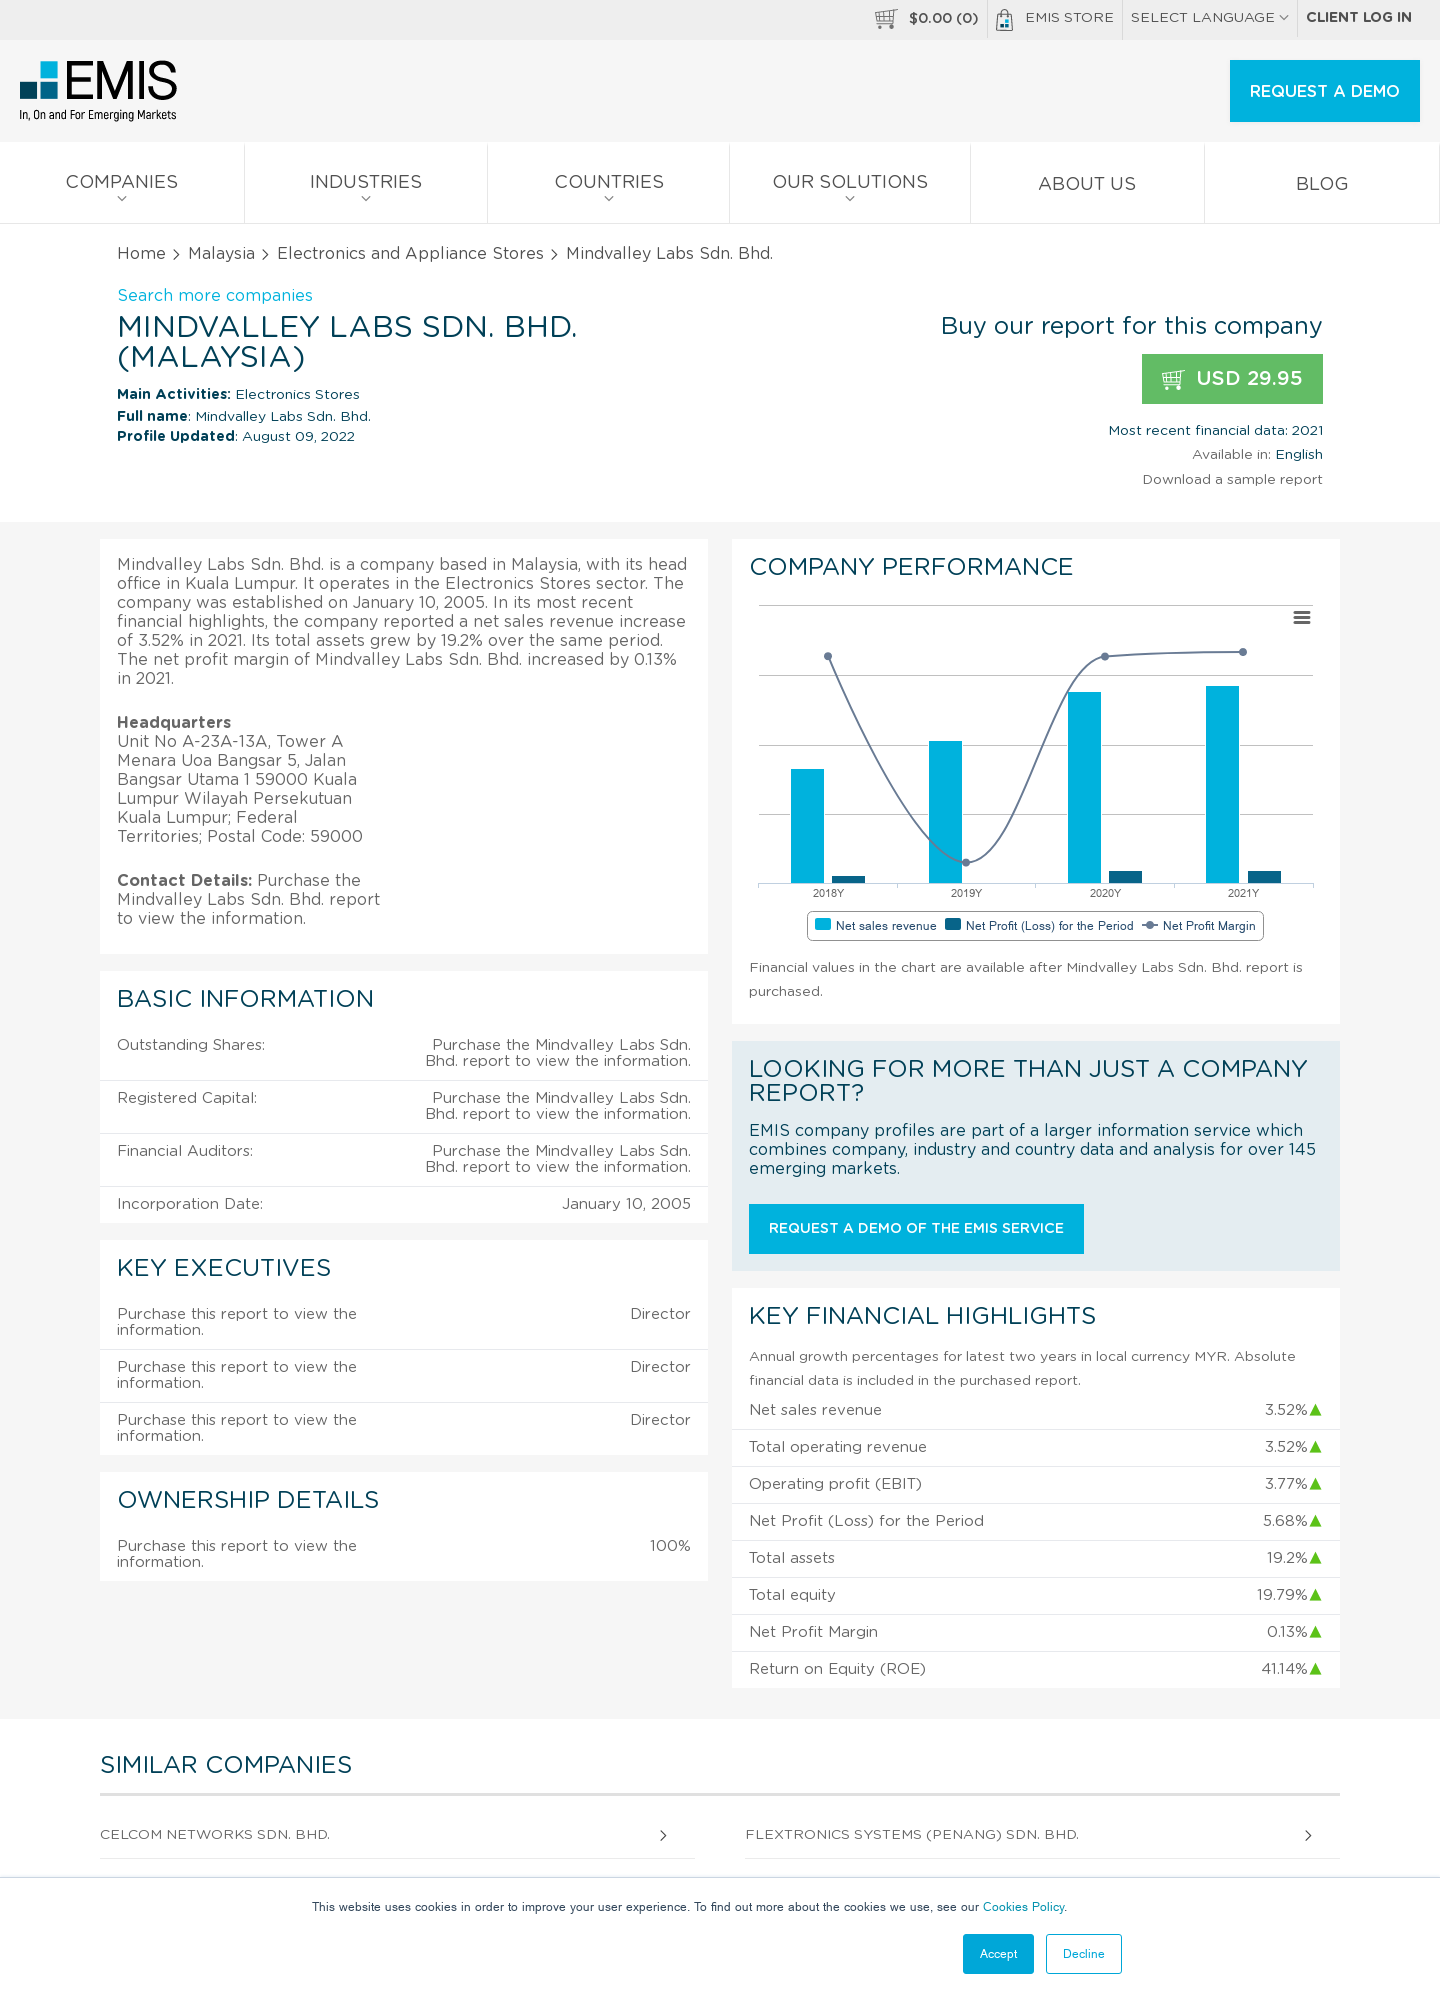 $0.00 (0)
EMIS STORE
SELECT LANGUAGE
CLIENT LOG IN
EMIS
In, On and For Emerging Markets
REQUEST A DEMO
COMPANIES
INDUSTRIES
COUNTRIES
OUR SOLUTIONS
ABOUT US
BLOG
Home > Malaysia > Electronics and Appliance Stores > Mindvalley Labs Sdn. Bhd.
Search more companies
MINDVALLEY LABS SDN. BHD.
(MALAYSIA)
Main Activities: Electronics Stores
Full name: Mindvalley Labs Sdn. Bhd.
Profile Updated: August 09, 2022
Buy our report for this company
USD 29.95
Most recent financial data: 2021
Available in: English
Download a sample report
Mindvalley Labs Sdn. Bhd. is a company based in Malaysia, with its head
office in Kuala Lumpur. It operates in the Electronics Stores sector. The
company was established on January 10, 2005. In its most recent
financial highlights, the company reported a net sales revenue increase
of 3.52% in 2021. Its total assets grew by 19.2% over the same period.
The net profit margin of Mindvalley Labs Sdn. Bhd. increased by 0.13%
in 2021.
Headquarters
Unit No A-23A-13A, Tower A
Menara Uoa Bangsar 5, Jalan
Bangsar Utama 1 59000 Kuala
Lumpur Wilayah Persekutuan
Kuala Lumpur; Federal
Territories; Postal Code: 59000
Contact Details: Purchase the
Mindvalley Labs Sdn. Bhd. report
to view the information.
BASIC INFORMATION
Outstanding Shares:
Purchase the Mindvalley Labs Sdn.
Bhd. report to view the information.
Registered Capital:
Purchase the Mindvalley Labs Sdn.
Bhd. report to view the information.
Financial Auditors:
Purchase the Mindvalley Labs Sdn.
Bhd. report to view the information.
Incorporation Date:
January 10, 2005
KEY EXECUTIVES
Purchase this report to view the
information.
Director
Purchase this report to view the
information.
Director
Purchase this report to view the
information.
Director
OWNERSHIP DETAILS
Purchase this report to view the
information.
100%
COMPANY PERFORMANCE
2018Y
2019Y
2020Y
2021Y
Net sales revenue
Net Profit (Loss) for the Period
Net Profit Margin
Financial values in the chart are available after Mindvalley Labs Sdn. Bhd. report is
purchased.
LOOKING FOR MORE THAN JUST A COMPANY
REPORT?
EMIS company profiles are part of a larger information service which
combines company, industry and country data and analysis for over 145
emerging markets.
REQUEST A DEMO OF THE EMIS SERVICE
KEY FINANCIAL HIGHLIGHTS
Annual growth percentages for latest two years in local currency MYR. Absolute
financial data is included in the purchased report.
Net sales revenue 3.52%▲
Total operating revenue 3.52%▲
Operating profit (EBIT) 3.77%▲
Net Profit (Loss) for the Period 5.68%▲
Total assets 19.2%▲
Total equity 19.79%▲
Net Profit Margin 0.13%▲
Return on Equity (ROE) 41.14%▲
SIMILAR COMPANIES
CELCOM NETWORKS SDN. BHD.
FLEXTRONICS SYSTEMS (PENANG) SDN. BHD.
This website uses cookies in order to improve your user experience. To find out more about the cookies we use, see our Cookies Policy.
Accept
Decline